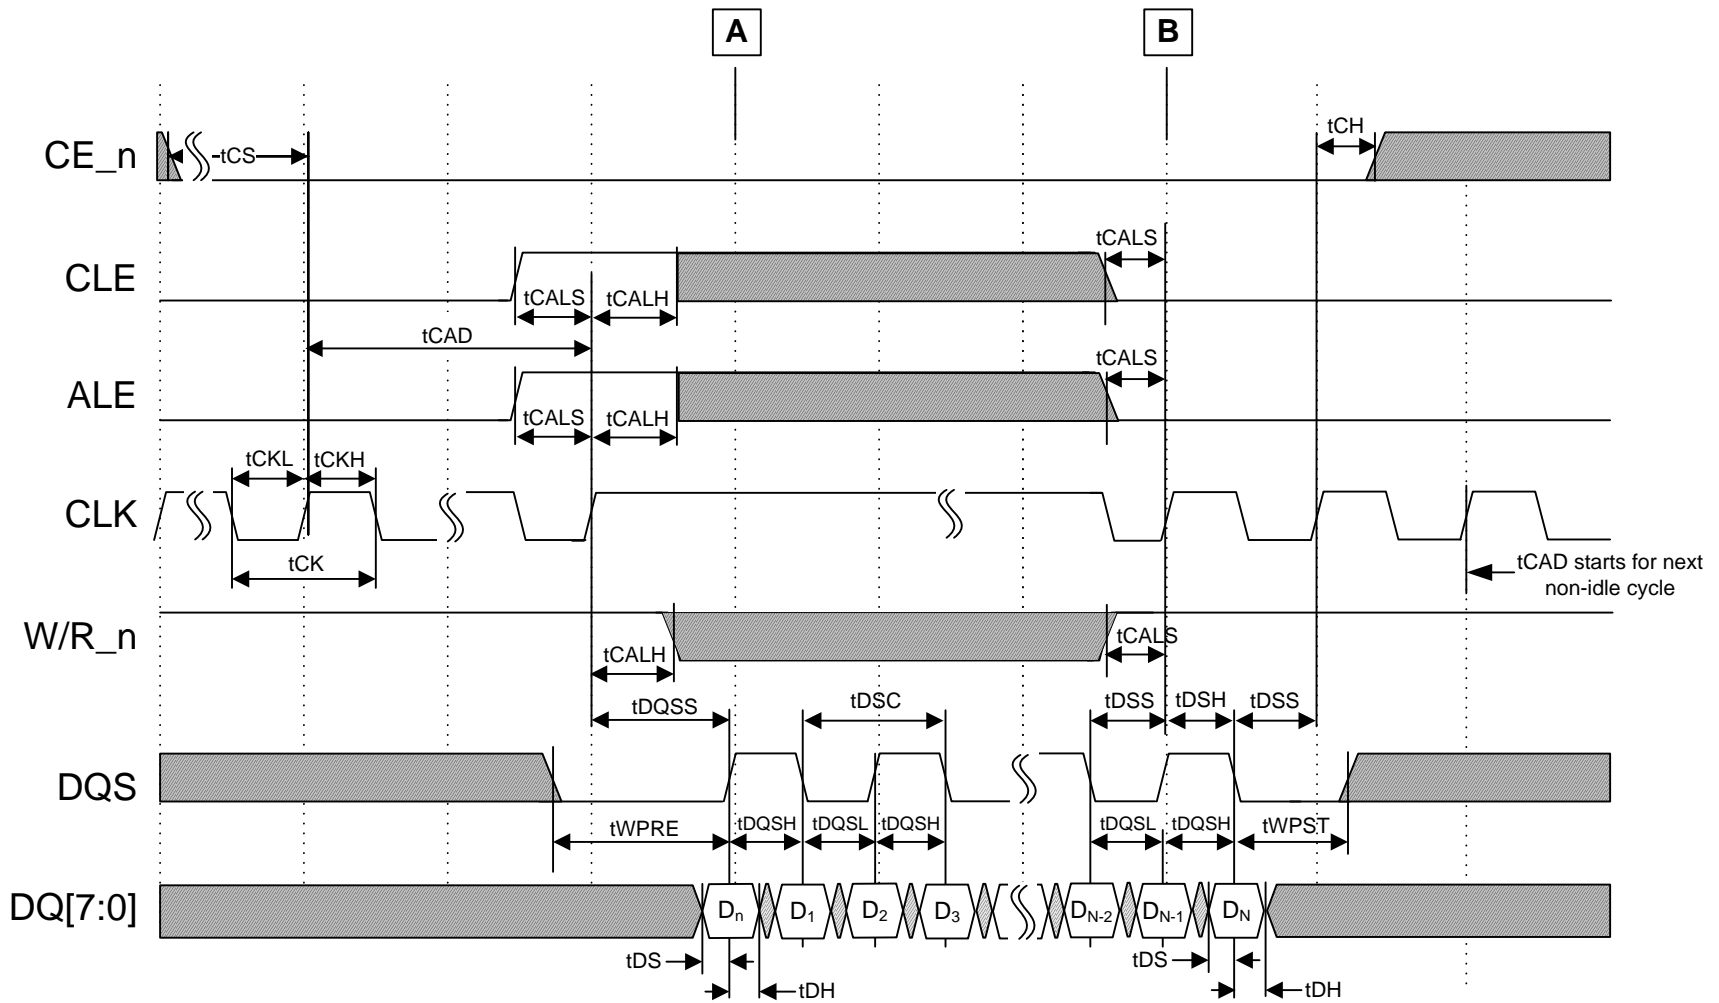 A
B
CE_n
tCS
tCH
CLE
tCALS
tCALS
tCALH
tCAD
ALE
tCALS
tCALS
tCALH
tCKL
tCKH
CLK
tCK
tCAD starts for next
non-idle cycle
W/R_n
tCALS
tCALH
tDQSS
tDSC
tDSS
tDSH
tDSS
DQS
tWPRE
tDQSH
tDQSL
tDQSH
tDQSL
tDQSH
tWPST
DQ[7:0]
Dn
D1
D2
D3
DN-2
DN-1
DN
tDS
tDS
tDH
tDH